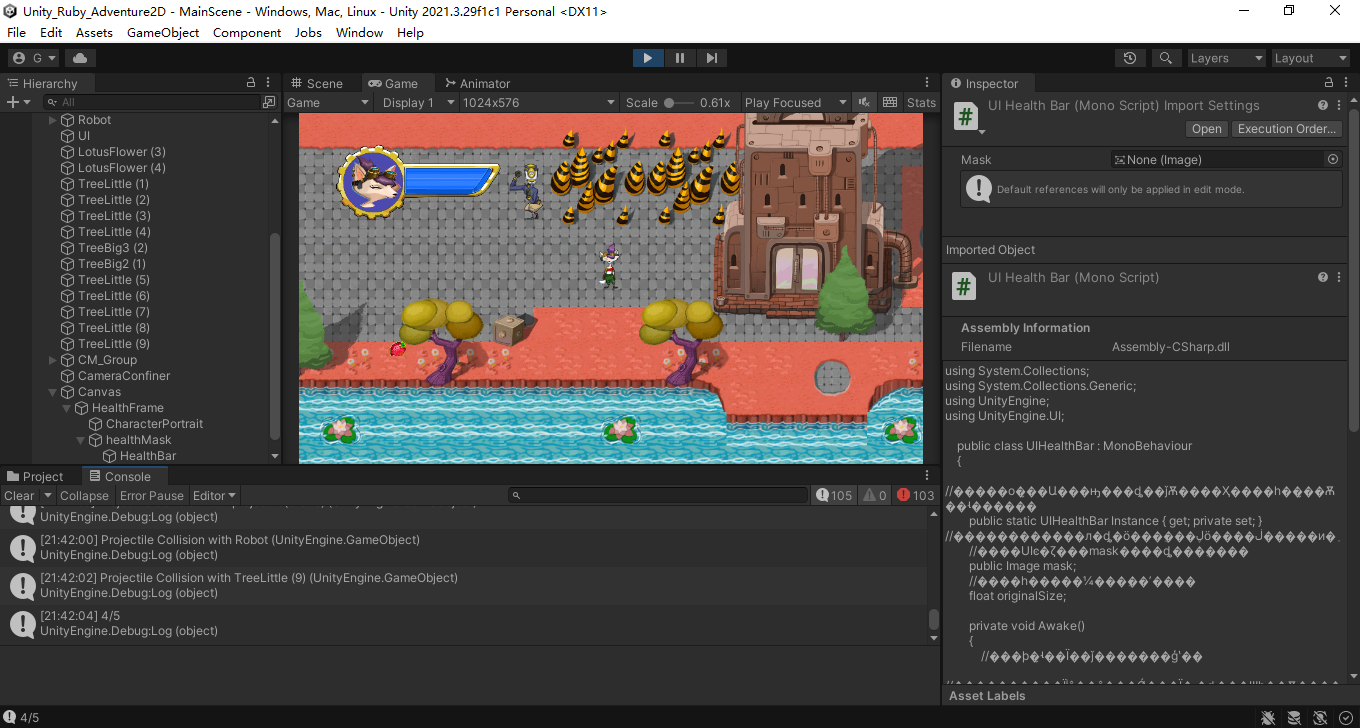 Unity_Ruby_Adventure2D - MainScene - Windows, Mac, Linux - Unity 2021.3.29f1c1 Personal <DX11>
File Edit Assets GameObject Component Jobs Window Help
G Layers Layout
Hierarchy
All
Robot
UI
LotusFlower (3)
LotusFlower (4)
TreeLittle (1)
TreeLittle (2)
TreeLittle (3)
TreeLittle (4)
TreeBig3 (2)
TreeBig2 (1)
TreeLittle (5)
TreeLittle (6)
TreeLittle (7)
TreeLittle (8)
TreeLittle (9)
CM_Group
CameraConfiner
Canvas
HealthFrame
CharacterPortrait
healthMask
HealthBar
Scene Game Animator
Game Display 1 1024x576 Scale 0.61x Play Focused Stats
Project Console
Clear Collapse Error Pause Editor 105 0 103
UnityEngine.Debug:Log (object)
[21:42:00] Projectile Collision with Robot (UnityEngine.GameObject)
UnityEngine.Debug:Log (object)
[21:42:02] Projectile Collision with TreeLittle (9) (UnityEngine.GameObject)
UnityEngine.Debug:Log (object)
[21:42:04] 4/5
UnityEngine.Debug:Log (object)
4/5
Inspector
UI Health Bar (Mono Script) Import Settings
Open Execution Order...
Mask None (Image)
Default references will only be applied in edit mode.
Imported Object
UI Health Bar (Mono Script)
Assembly Information
Filename Assembly-CSharp.dll
using System.Collections;
using System.Collections.Generic;
using UnityEngine;
using UnityEngine.UI;
public class UIHealthBar : MonoBehaviour
{
public static UIHealthBar Instance { get; private set; }
public Image mask;
float originalSize;
private void Awake()
{
Asset Labels